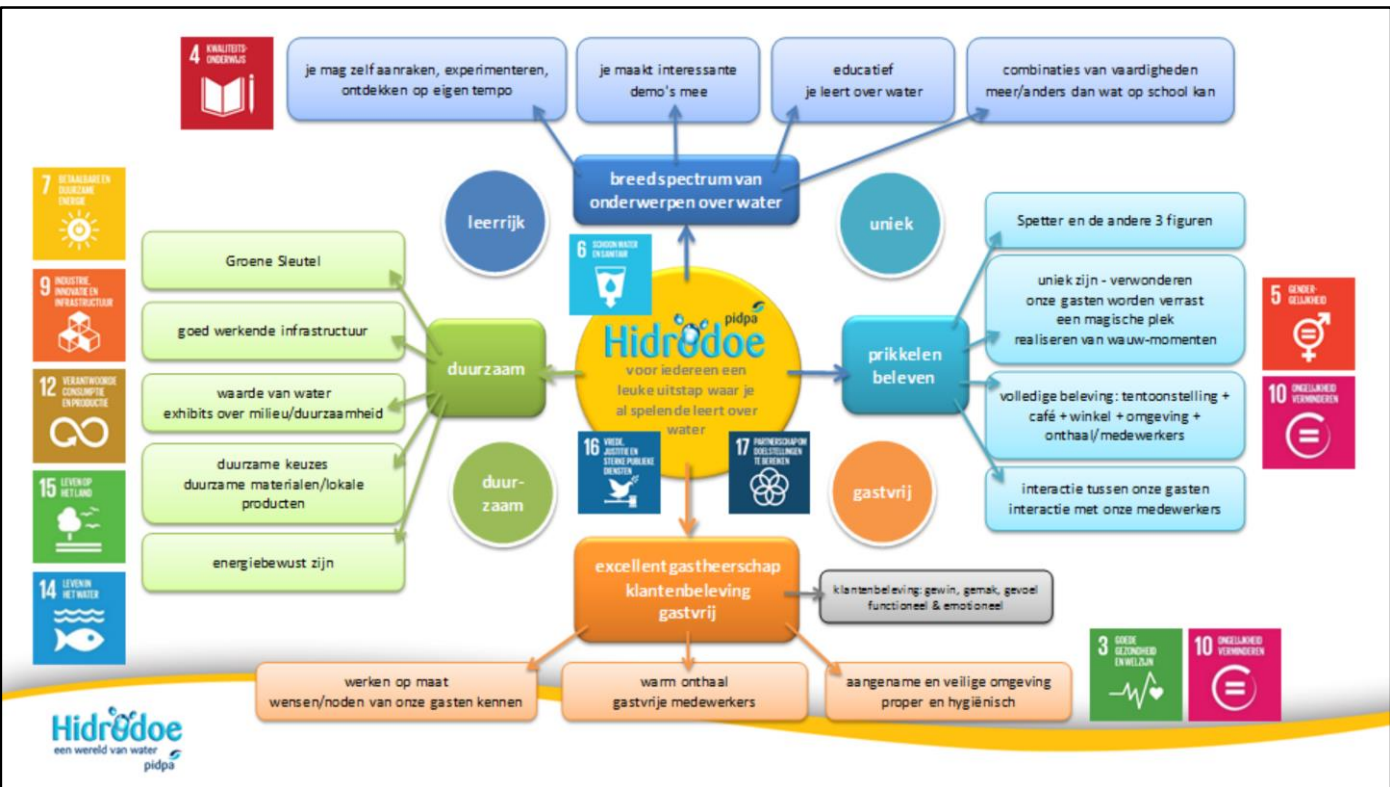 4 KWALITEITS-
ONDERWIJS
je mag zelf aanraken, experimenteren,
ontdekken op eigen tempo
je maakt interessante
demo's mee
educatief
je leert over water
combinaties van vaardigheden
meer/anders dan wat op school kan
breed spectrum van
onderwerpen over water
leerrijk
uniek
7 BETAALBARE EN
DUURZAME
ENERGIE
9 INDUSTRIE,
INNOVATIE EN
INFRASTRUCTUUR
12 VERANTWOORDE
CONSUMPTIE
EN PRODUCTIE
15 LEVEN OP
HET LAND
14 LEVEN IN
HET WATER
Groene Sleutel
goed werkende infrastructuur
waarde van water
exhibits over milieu/duurzaamheid
duurzame keuzes
duurzame materialen/lokale
producten
energiebewust zijn
duurzaam
duur-
zaam
6 SCHOON WATER
EN SANITAIR
pidpa
Hidrodoe
voor iedereen een
leuke uitstap waar je
al spelende leert over
water
16 VREDE,
JUSTITIE EN
STERKE PUBLIEKE
DIENSTEN
17 PARTNERSCHAP OM
DOELSTELLINGEN
TE BEREIKEN
prikkelen
beleven
gastvrij
Spetter en de andere 3 figuren
uniek zijn - verwonderen
onze gasten worden verrast
een magische plek
realiseren van wauw-momenten
volledige beleving: tentoonstelling +
café + winkel + omgeving +
onthaal/medewerkers
interactie tussen onze gasten
interactie met onze medewerkers
5 GENDER-
GELIJKHEID
10 ONGELIJKHEID
VERMINDEREN
excellent gastheerschap
klantenbeleving
gastvrij
klantenbeleving: gewin, gemak, gevoel
functioneel & emotioneel
werken op maat
wensen/noden van onze gasten kennen
warm onthaal
gastvrije medewerkers
aangename en veilige omgeving
proper en hygiënisch
3 GOEDE
GEZONDHEID
EN WELZIJN
10 ONGELIJKHEID
VERMINDEREN
Hidrodoe
een wereld van water
pidpa